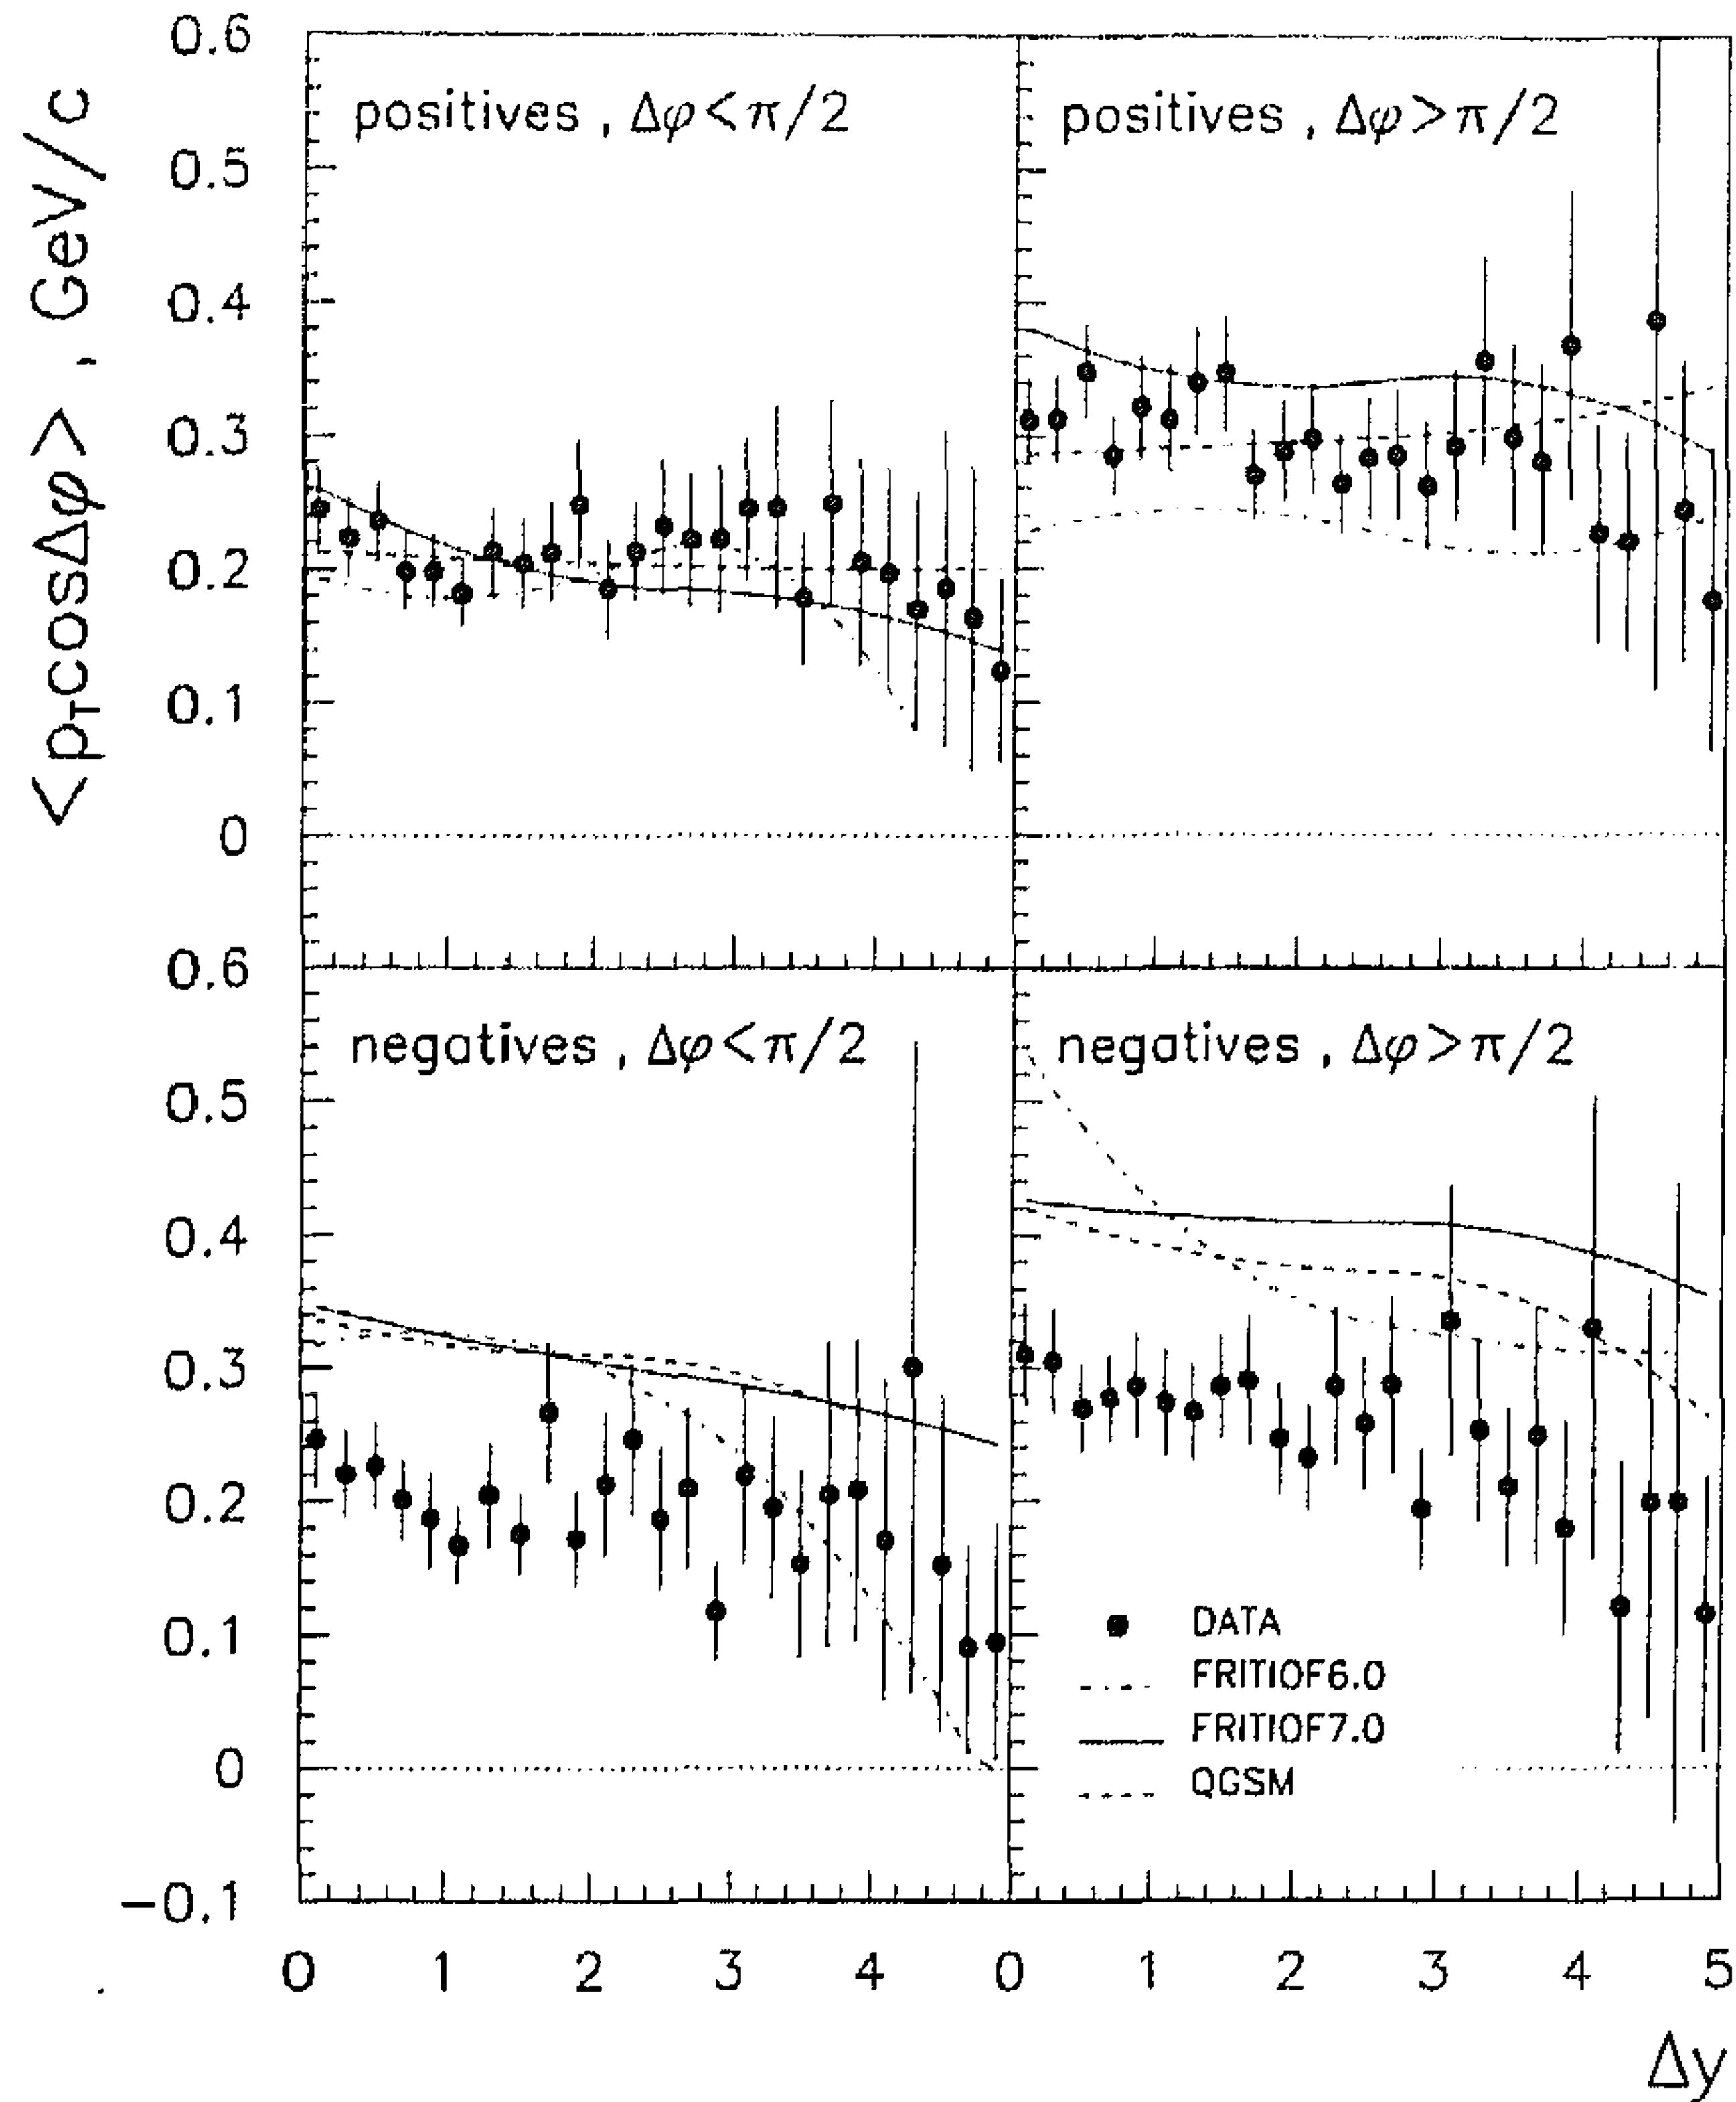 <pTcosΔφ> , GeV/c
0.6
0.5
0.4
0.3
0.2
0.1
0
positives , Δφ<π/2
positives , Δφ>π/2
0.6
0.5
0.4
0.3
0.2
0.1
0
−0.1
negatives , Δφ<π/2
negatives , Δφ>π/2
DATA
FRITIOF6.0
FRITIOF7.0
QGSM
0 1 2 3 4 0 1 2 3 4 5
Δy